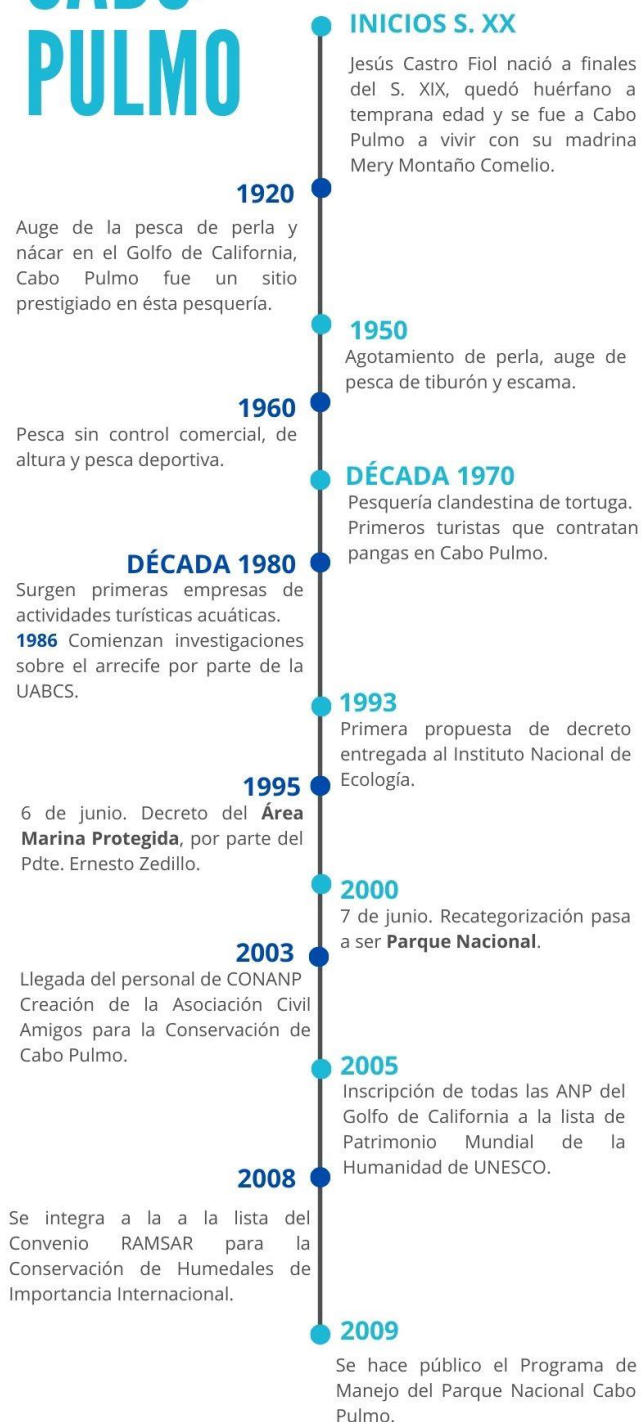 CABO
PULMO
INICIOS S. XX
Jesús Castro Fiol nació a finales
del S. XIX, quedó huérfano a
temprana edad y se fue a Cabo
Pulmo a vivir con su madrina
Mery Montaño Comelio.
1920
Auge de la pesca de perla y
nácar en el Golfo de California,
Cabo Pulmo fue un sitio
prestigiado en ésta pesquería.
1950
Agotamiento de perla, auge de
pesca de tiburón y escama.
1960
Pesca sin control comercial, de
altura y pesca deportiva.
DÉCADA 1970
Pesquería clandestina de tortuga.
Primeros turistas que contratan
pangas en Cabo Pulmo.
DÉCADA 1980
Surgen primeras empresas de
actividades turísticas acuáticas.
1986 Comienzan investigaciones
sobre el arrecife por parte de la
UABCS.
1993
Primera propuesta de decreto
entregada al Instituto Nacional de
Ecología.
1995
6 de junio. Decreto del Área
Marina Protegida, por parte del
Pdte. Ernesto Zedillo.
2000
7 de junio. Recategorización pasa
a ser Parque Nacional.
2003
Llegada del personal de CONANP
Creación de la Asociación Civil
Amigos para la Conservación de
Cabo Pulmo.
2005
Inscripción de todas las ANP del
Golfo de California a la lista de
Patrimonio Mundial de la
Humanidad de UNESCO.
2008
Se integra a la a la lista del
Convenio RAMSAR para la
Conservación de Humedales de
Importancia Internacional.
2009
Se hace público el Programa de
Manejo del Parque Nacional Cabo
Pulmo.